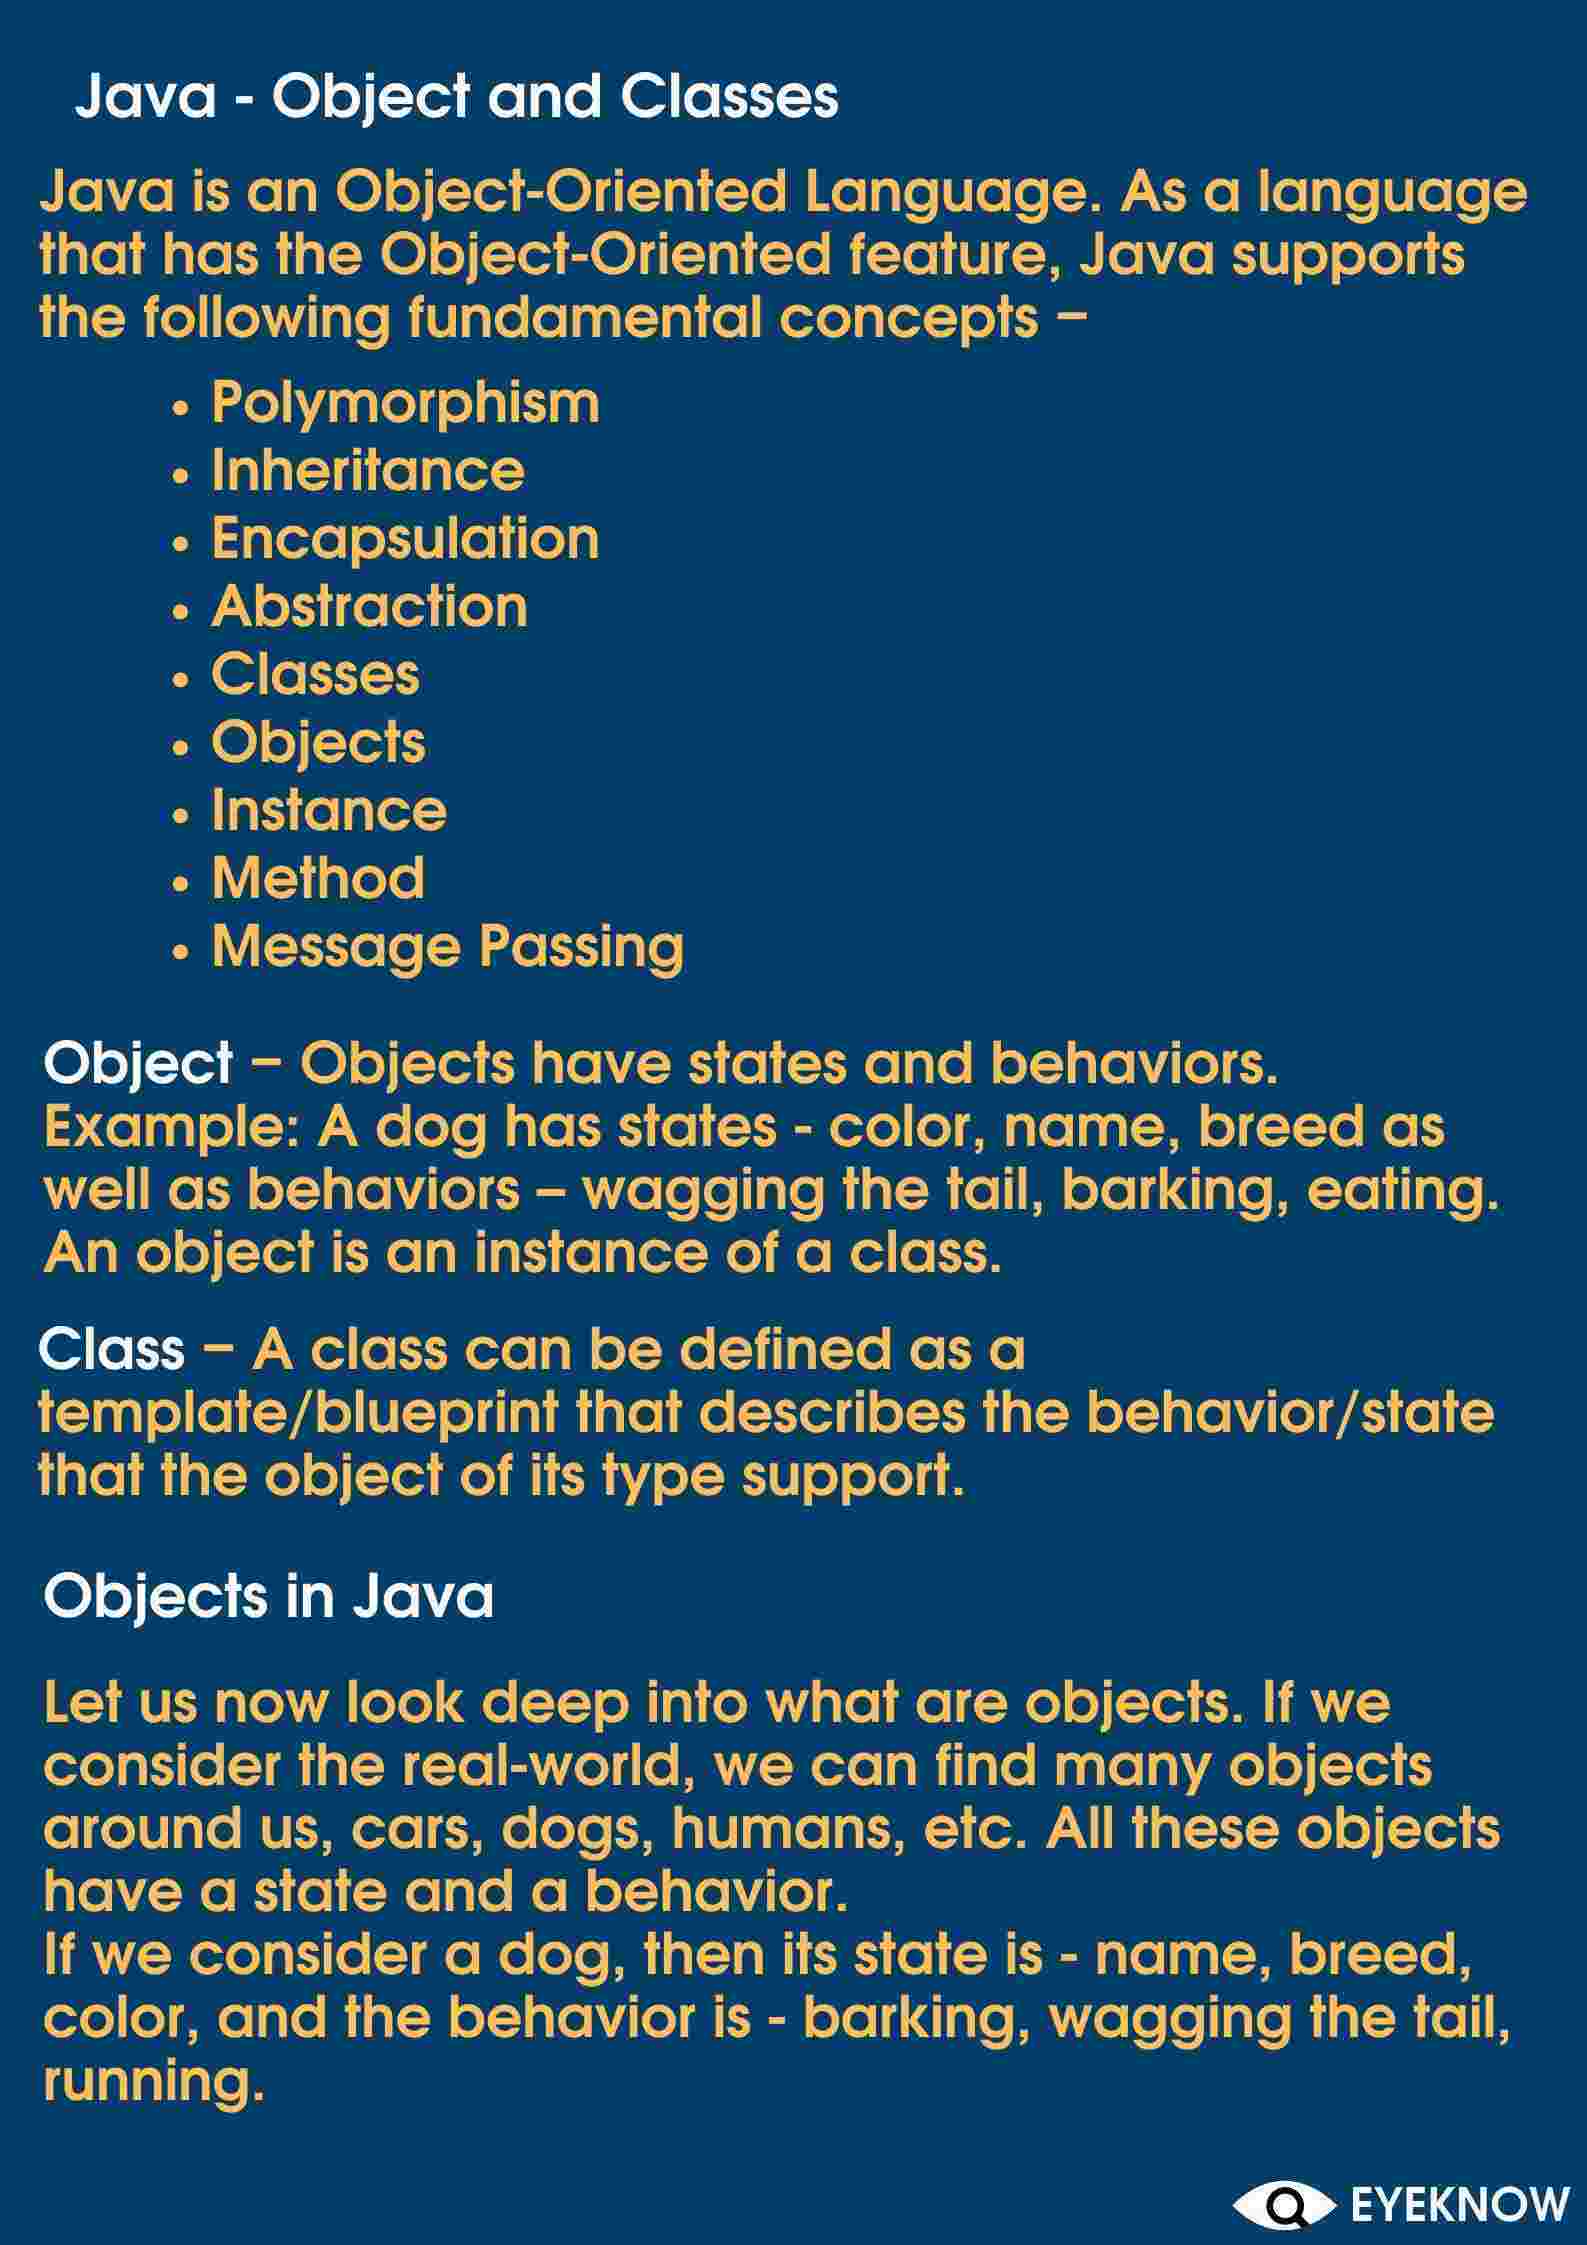 Java - Object and Classes
Java is an Object-Oriented Language. As a language
that has the Object-Oriented feature, Java supports
the following fundamental concepts –
• Polymorphism
• Inheritance
• Encapsulation
• Abstraction
• Classes
• Objects
• Instance
• Method
• Message Passing
Object – Objects have states and behaviors.
Example: A dog has states - color, name, breed as
well as behaviors – wagging the tail, barking, eating.
An object is an instance of a class.
Class – A class can be defined as a
template/blueprint that describes the behavior/state
that the object of its type support.
Objects in Java
Let us now look deep into what are objects. If we
consider the real-world, we can find many objects
around us, cars, dogs, humans, etc. All these objects
have a state and a behavior.
If we consider a dog, then its state is - name, breed,
color, and the behavior is - barking, wagging the tail,
running.
EYEKNOW